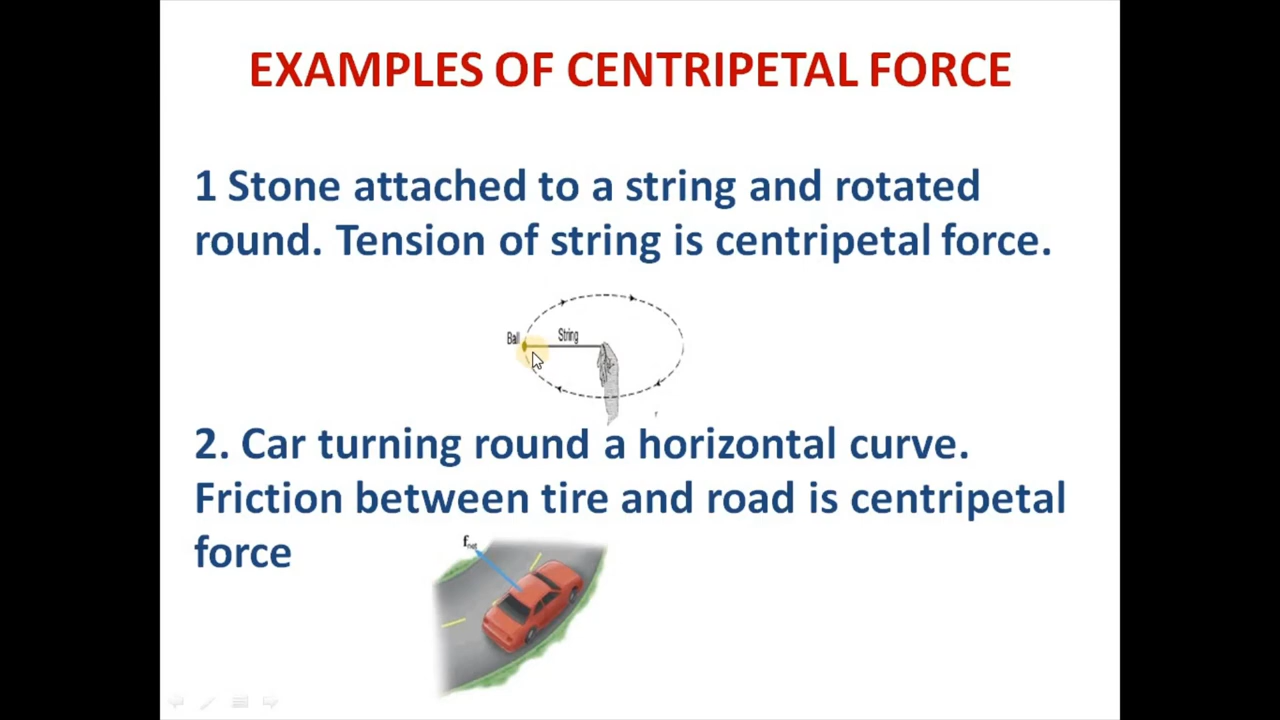 EXAMPLES OF CENTRIPETAL FORCE
1 Stone attached to a string and rotated
round. Tension of string is centripetal force.
Ball
String
2. Car turning round a horizontal curve.
Friction between tire and road is centripetal
force
fnet